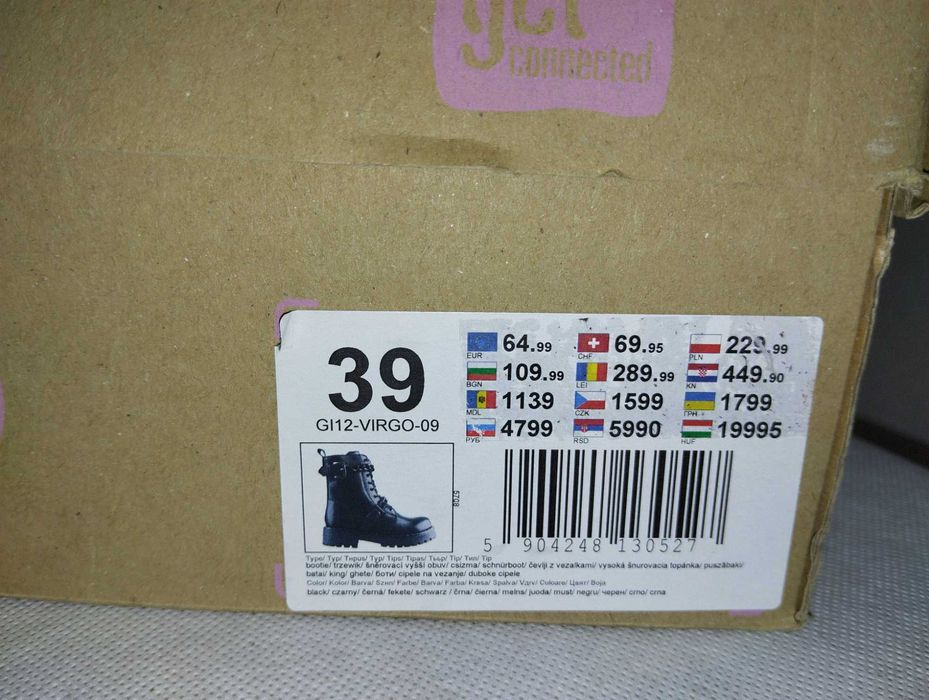 get
connected
39
GI12-VIRGO-09
EUR 64.99 CHF 69.95 PLN 229.99
BGN 109.99 LEI 289.99 KN 449.90
MDL 1139 CZK 1599 ГРН 1799
РУБ 4799 RSD 5990 HUF 19995
5708
5 904248 130527
Type/ Typ/ Типus/ Typ/ Tips/ Tipas/ Тьър/ Tip/ Тип/ Tip
bootie/ trzewik/ šněrovací vyšší obuv/ csizma/ schnürboot/ čevlji z vezalkami/ vysoká šnurovacia topánka/ puszābaki/
batai/ king/ ghete/ боти/ cipele na vezanje/ duboke cipele
Color/ Kolor/ Barva/ Szin/ Farbe/ Barva/ Farba/ Krasa/ Spalva/ Värv/ Culoare/ Цвят/ Boja
black/ czarny/ černá/ fekete/ schwarz / črna/ čierna/ melns/ juoda/ must/ negru/ черен/ crno/ crna